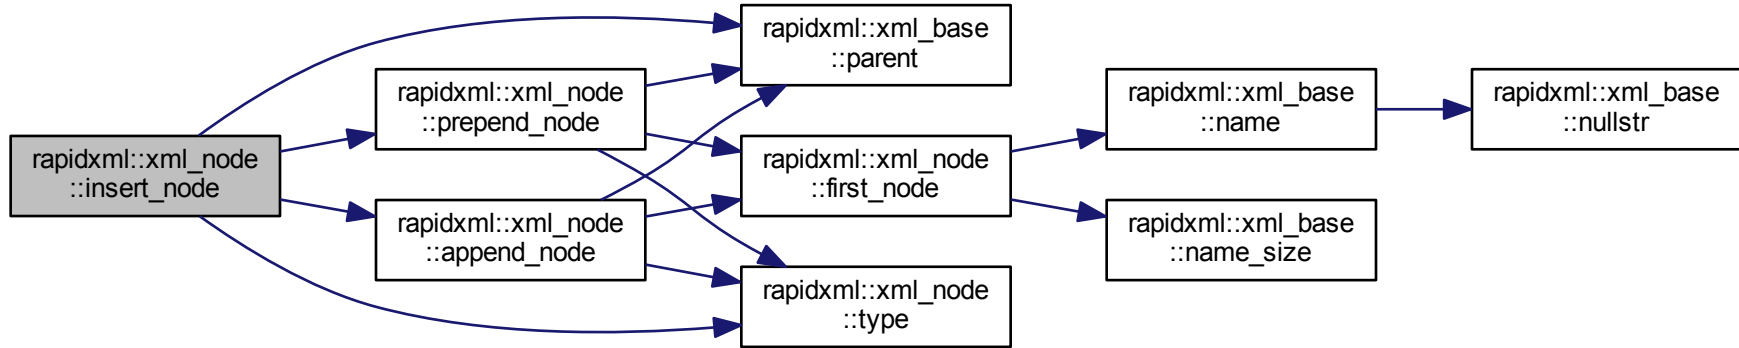 rapidxml::xml_node
::insert_node
rapidxml::xml_node
::prepend_node
rapidxml::xml_node
::append_node
rapidxml::xml_base
::parent
rapidxml::xml_node
::first_node
rapidxml::xml_node
::type
rapidxml::xml_base
::name
rapidxml::xml_base
::name_size
rapidxml::xml_base
::nullstr